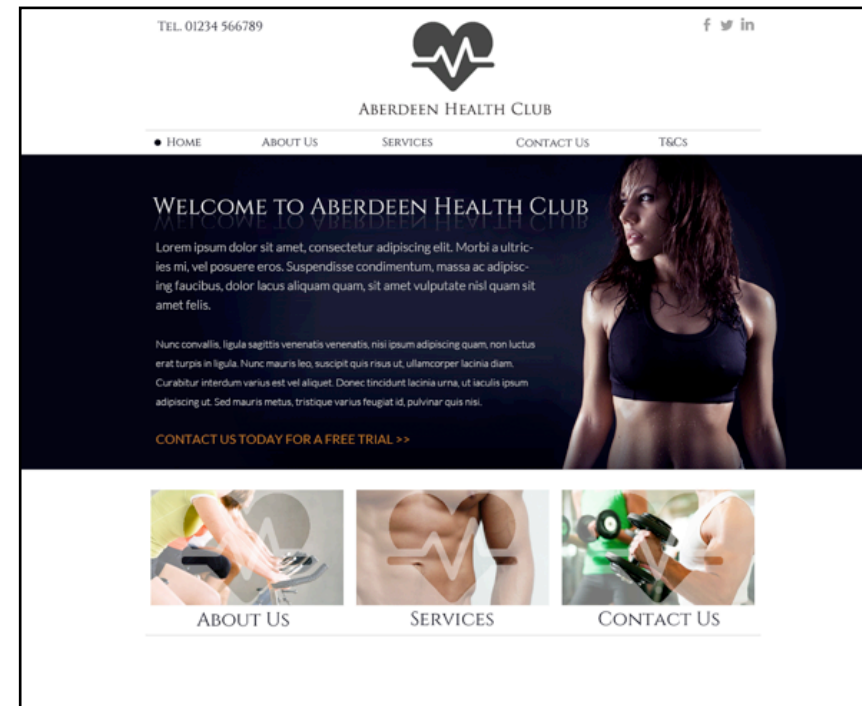 Tel. 01234 566789
f in
Aberdeen Health Club
Home About Us Services Contact Us T&Cs
Welcome to Aberdeen Health Club
Lorem ipsum dolor sit amet, consectetur adipiscing elit. Morbi a ultric-
ies mi, vel posuere eros. Suspendisse condimentum, massa ac adipisc-
ing faucibus, dolor lacus aliquam quam, sit amet vulputate nisl quam sit
amet felis.
Nunc convallis, ligula sagittis venenatis venenatis, nisi ipsum adipiscing quam, non luctus
erat turpis in ligula. Nunc mauris leo, suscipit quis risus ut, ullamcorper lacinia diam.
Curabitur interdum varius est vel aliquet. Donec tincidunt lacinia urna, ut iaculis ipsum
adipiscing ut. Sed mauris metus, tristique varius feugiat id, pulvinar quis nisi.
CONTACT US TODAY FOR A FREE TRIAL >>
About Us Services Contact Us